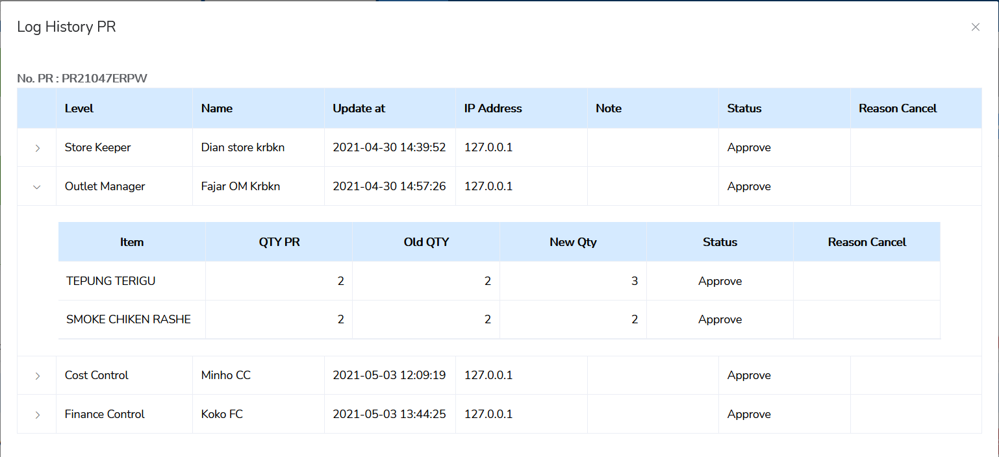 Log History PR
No. PR : PR21047ERPW
Level Name Update at IP Address Note Status Reason Cancel
Store Keeper Dian store krbkn 2021-04-30 14:39:52 127.0.0.1 Approve
Outlet Manager Fajar OM Krbkn 2021-04-30 14:57:26 127.0.0.1 Approve
Item QTY PR Old QTY New Qty Status Reason Cancel
TEPUNG TERIGU 2 2 3 Approve
SMOKE CHIKEN RASHE 2 2 2 Approve
Cost Control Minho CC 2021-05-03 12:09:19 127.0.0.1 Approve
Finance Control Koko FC 2021-05-03 13:44:25 127.0.0.1 Approve